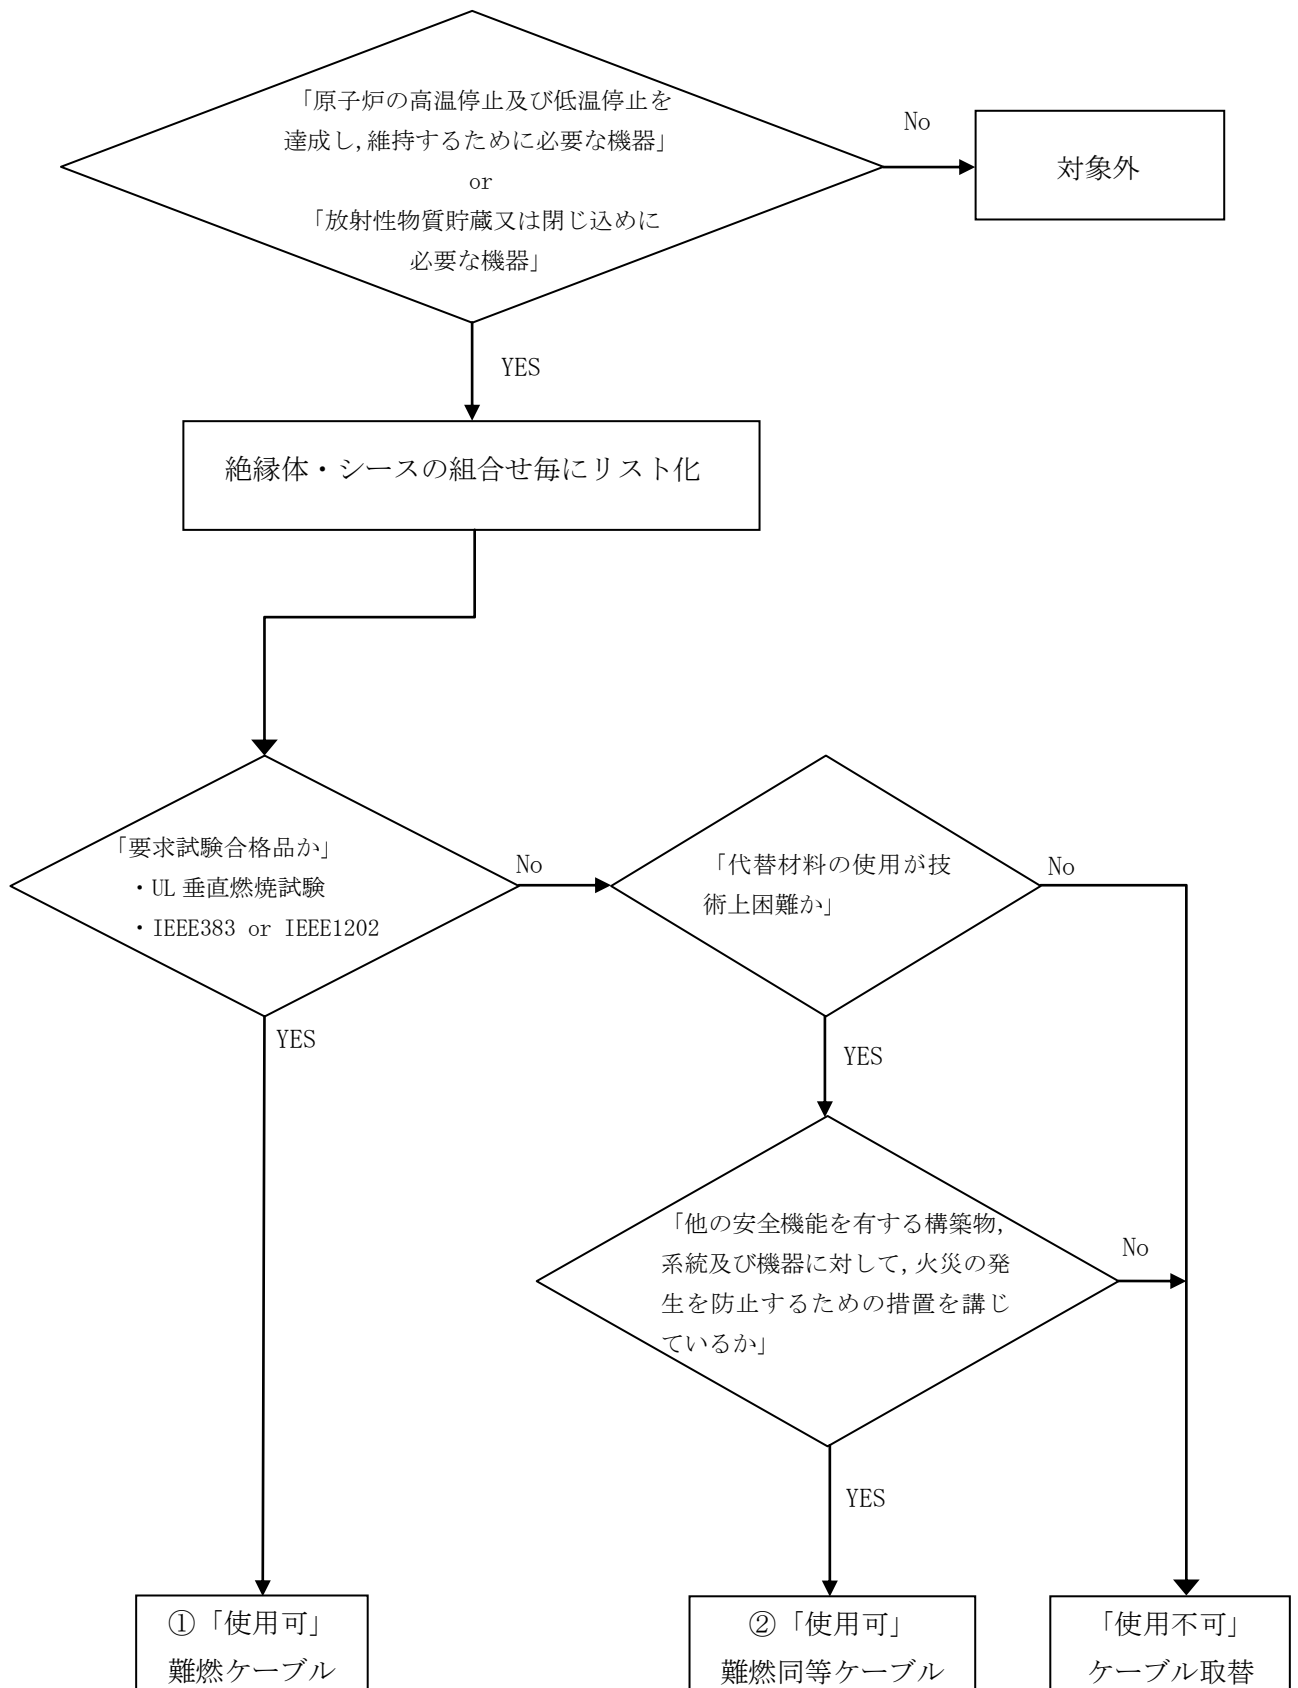 「原子炉の高温停止及び低温停止を
達成し,維持するために必要な機器」
or
「放射性物質貯蔵又は閉じ込めに
必要な機器」
No
対象外
YES
絶縁体・シースの組合せ毎にリスト化
「要求試験合格品か」
・UL 垂直燃焼試験
・IEEE383 or IEEE1202
No
「代替材料の使用が技
術上困難か」
No
YES
YES
「他の安全機能を有する構築物,
系統及び機器に対して,火災の発
生を防止するための措置を講じ
ているか」
No
YES
①「使用可」
難燃ケーブル
②「使用可」
難燃同等ケーブル
「使用不可」
ケーブル取替